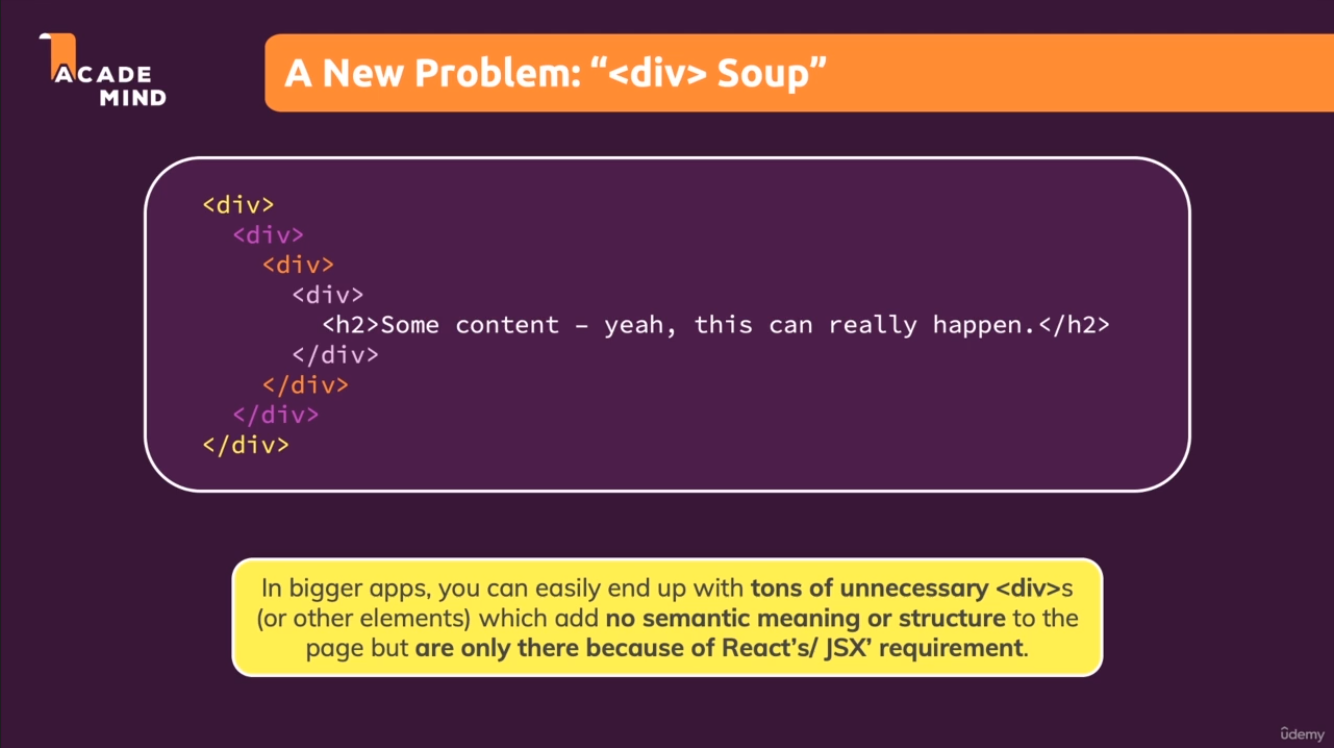 ACADE
MIND
A New Problem: “<div> Soup”
<div>
<div>
<div>
<div>
<h2>Some content – yeah, this can really happen.</h2>
</div>
</div>
</div>
</div>
In bigger apps, you can easily end up with tons of unnecessary <div>s
(or other elements) which add no semantic meaning or structure to the
page but are only there because of React’s/ JSX’ requirement.
ûdemy